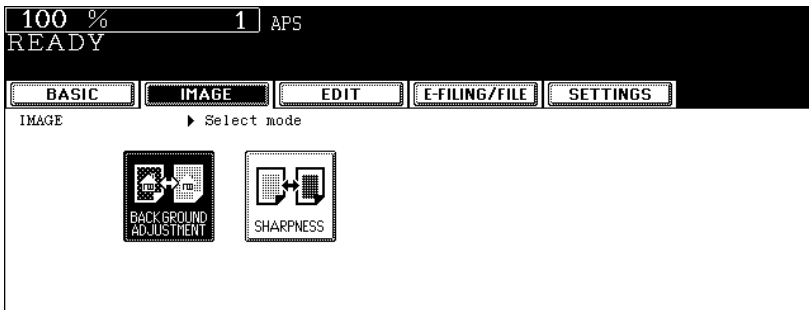 100 % 1 APS
READY
BASIC IMAGE EDIT E-FILING/FILE SETTINGS
IMAGE ▶ Select mode
BACKGROUND ADJUSTMENT
SHARPNESS